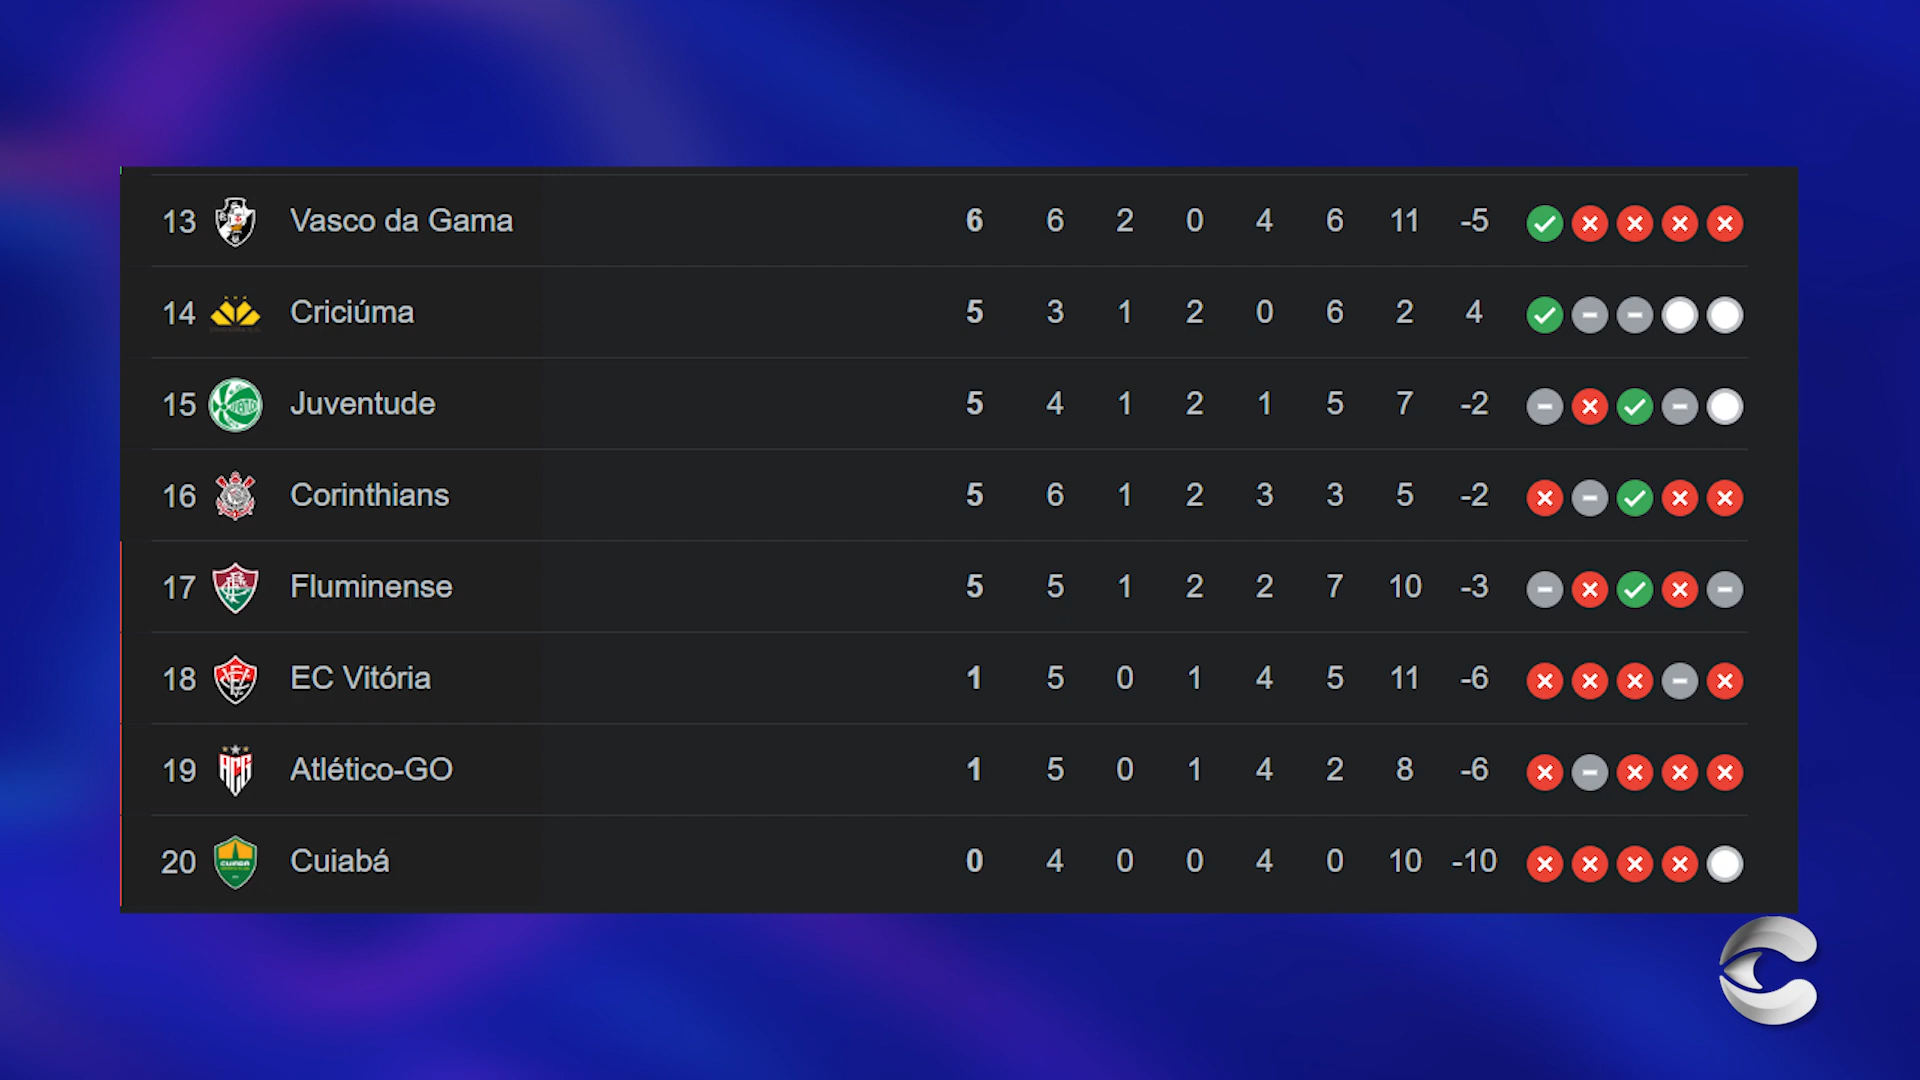 13 Vasco da Gama 6 6 2 0 4 6 11 -5
14 Criciúma 5 3 1 2 0 6 2 4
15 Juventude 5 4 1 2 1 5 7 -2
16 Corinthians 5 6 1 2 3 3 5 -2
17 Fluminense 5 5 1 2 2 7 10 -3
18 EC Vitória 1 5 0 1 4 5 11 -6
19 Atlético-GO 1 5 0 1 4 2 8 -6
20 Cuiabá 0 4 0 0 4 0 10 -10